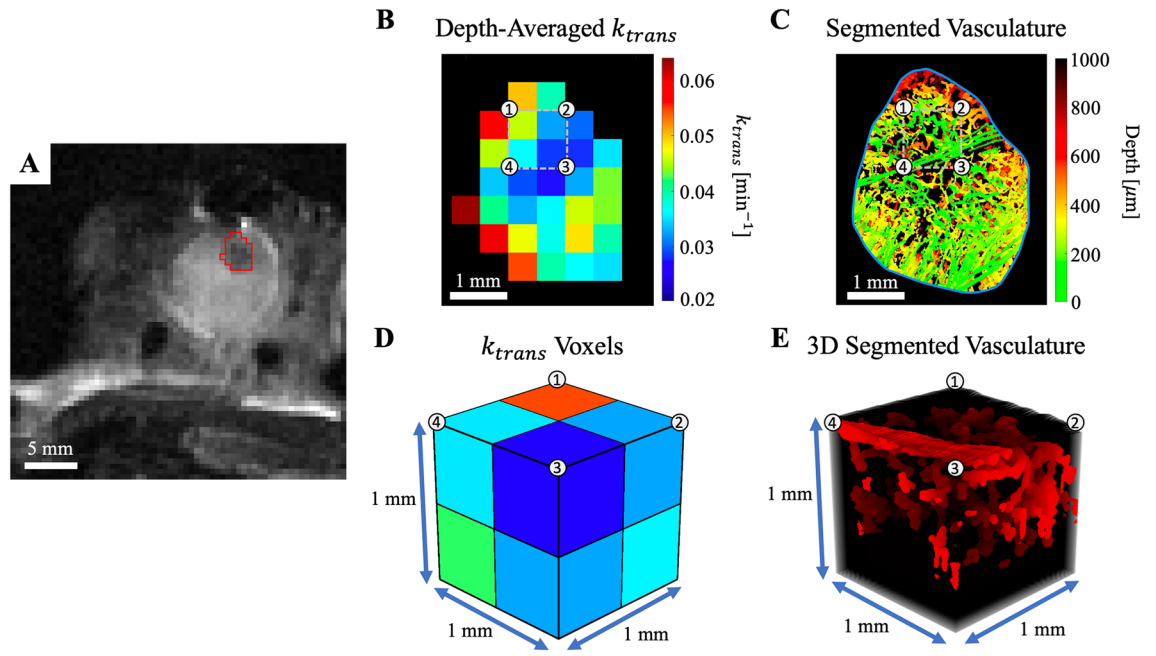 A
5 mm
B
Depth-Averaged k_trans
1
2
4
3
1 mm
0.06
0.05
0.04
0.03
0.02
k_trans [min⁻¹]
C
Segmented Vasculature
1
2
4
3
1 mm
1000
800
600
400
200
0
Depth [μm]
D
k_trans Voxels
1
4
2
3
1 mm
1 mm
1 mm
E
3D Segmented Vasculature
1
4
2
3
1 mm
1 mm
1 mm